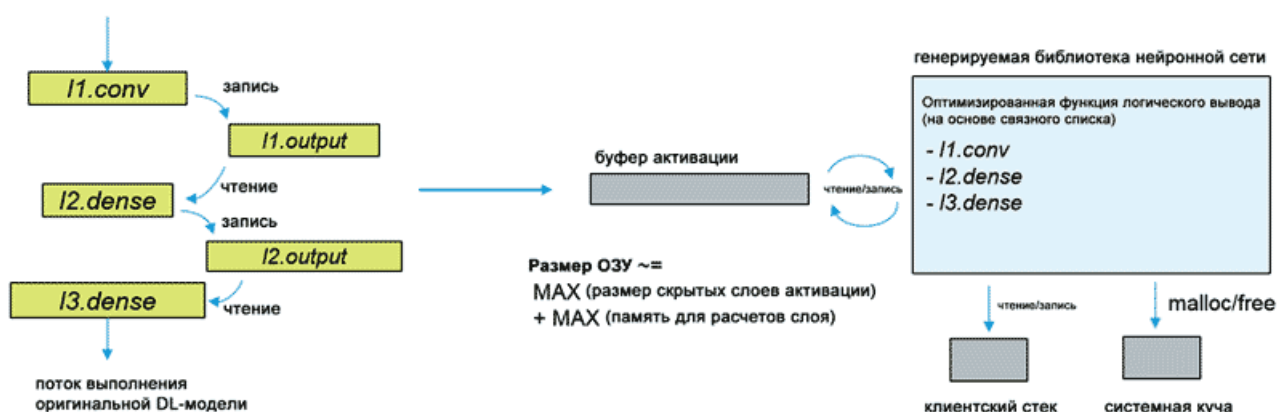 l1.conv
запись
l1.output
чтение
l2.dense
запись
l2.output
l3.dense
чтение
поток выполнения
оригинальной DL-модели
буфер активации
чтение/запись
Размер ОЗУ ~=
MAX (размер скрытых слоев активации)
+ MAX (память для расчетов слоя)
генерируемая библиотека нейронной сети
Оптимизированная функция логического вывода
(на основе связного списка)
- l1.conv
- l2.dense
- l3.dense
чтение/запись
malloc/free
клиентский стек
системная куча